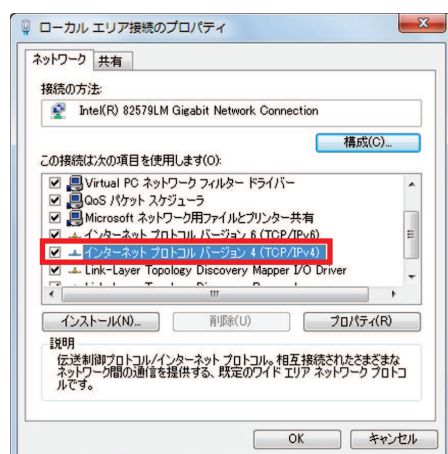 ローカル エリア接続のプロパティ
ネットワーク 共有
接続の方法:
Intel(R) 82579LM Gigabit Network Connection
構成(C)...
この接続は次の項目を使用します(O):
Virtual PC ネットワーク フィルター ドライバー
QoS パケット スケジューラ
Microsoft ネットワーク用ファイルとプリンター共有
インターネット プロトコル バージョン 6 (TCP/IPv6)
インターネット プロトコル バージョン 4 (TCP/IPv4)
Link-Layer Topology Discovery Mapper I/O Driver
インストール(N)... 削除(U) プロパティ(R)
説明
伝送制御プロトコル/インターネット プロトコル。相互接続されたさまざまな
ネットワーク間の通信を提供する、既定のワイド エリア ネットワーク プロトコ
ルです。
OK キャンセル